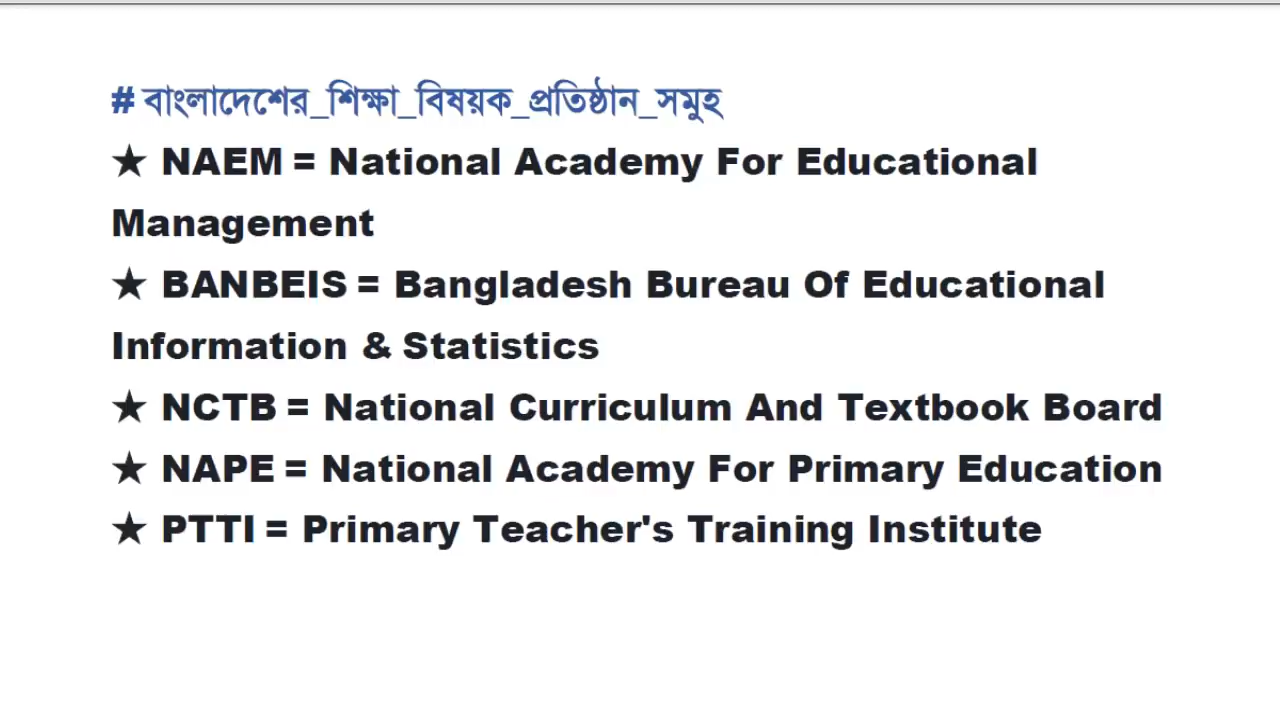 # বাংলাদেশের_শিক্ষা_বিষয়ক_প্রতিষ্ঠান_সমুহ
★ NAEM = National Academy For Educational
Management
★ BANBEIS = Bangladesh Bureau Of Educational
Information & Statistics
★ NCTB = National Curriculum And Textbook Board
★ NAPE = National Academy For Primary Education
★ PTTI = Primary Teacher's Training Institute